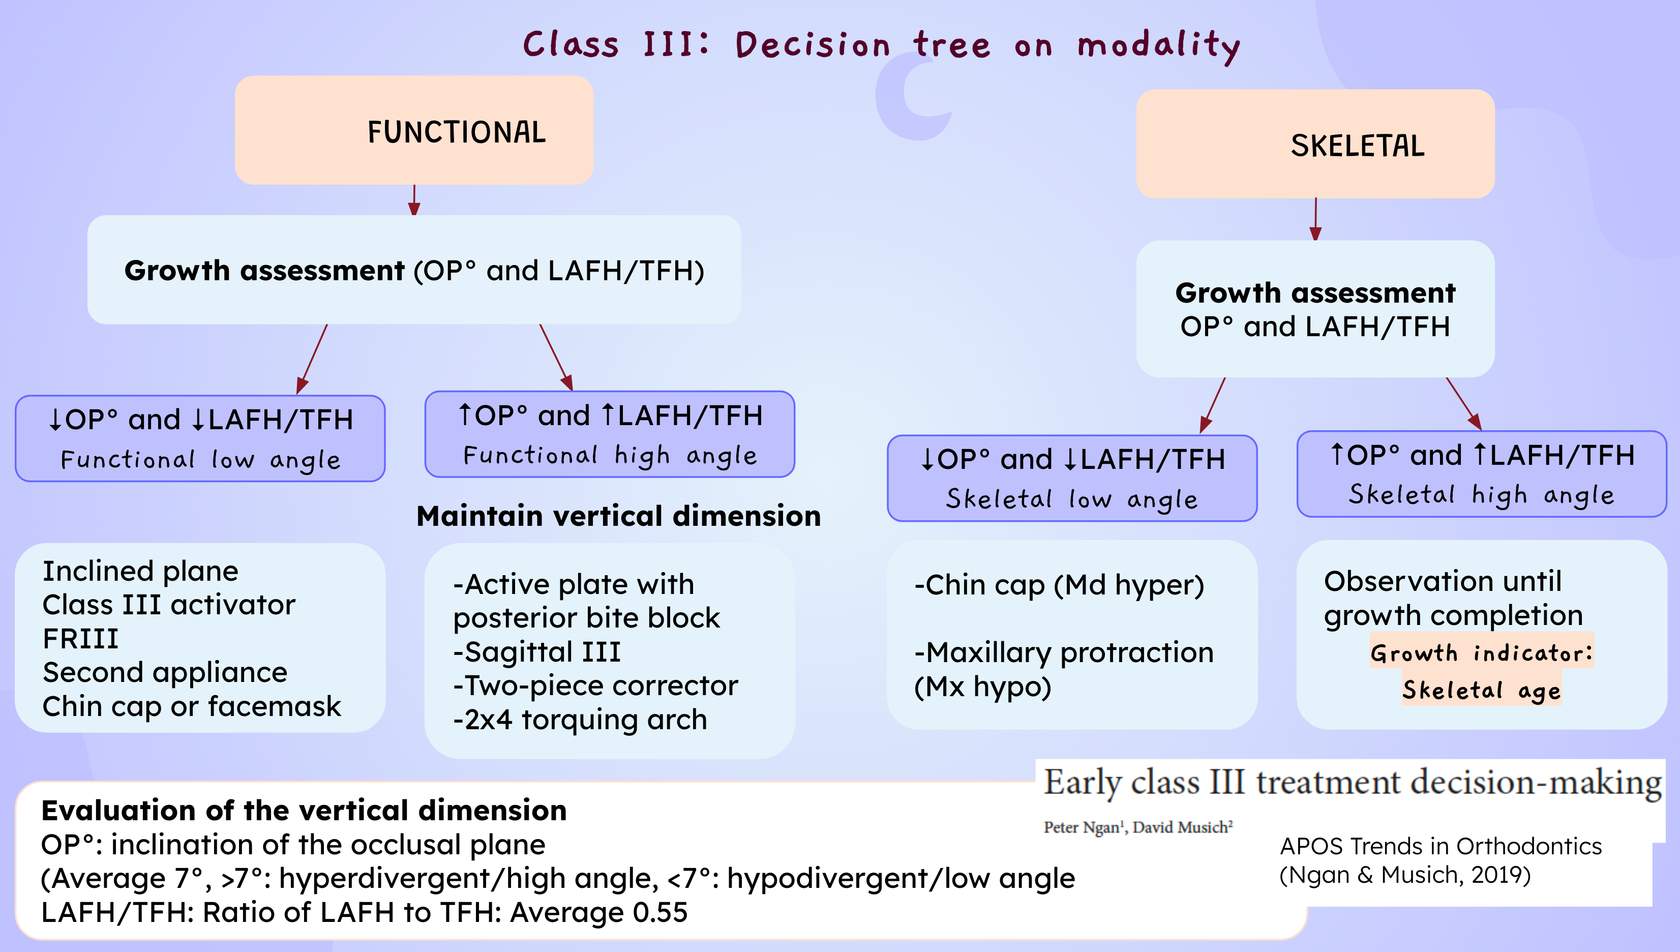 Class III: Decision tree on modality
FUNCTIONAL
Growth assessment (OP° and LAFH/TFH)
↓OP° and ↓LAFH/TFH
Functional low angle
Inclined plane
Class III activator
FRIII
Second appliance
Chin cap or facemask
↑OP° and ↑LAFH/TFH
Functional high angle
Maintain vertical dimension
-Active plate with
posterior bite block
-Sagittal III
-Two-piece corrector
-2x4 torquing arch
SKELETAL
Growth assessment
OP° and LAFH/TFH
↓OP° and ↓LAFH/TFH
Skeletal low angle
-Chin cap (Md hyper)
-Maxillary protraction
(Mx hypo)
↑OP° and ↑LAFH/TFH
Skeletal high angle
Observation until
growth completion
Growth indicator:
Skeletal age
Evaluation of the vertical dimension
OP°: inclination of the occlusal plane
(Average 7°, >7°: hyperdivergent/high angle, <7°: hypodivergent/low angle
LAFH/TFH: Ratio of LAFH to TFH: Average 0.55
Early class III treatment decision-making
Peter Ngan¹, David Musich²
APOS Trends in Orthodontics
(Ngan & Musich, 2019)